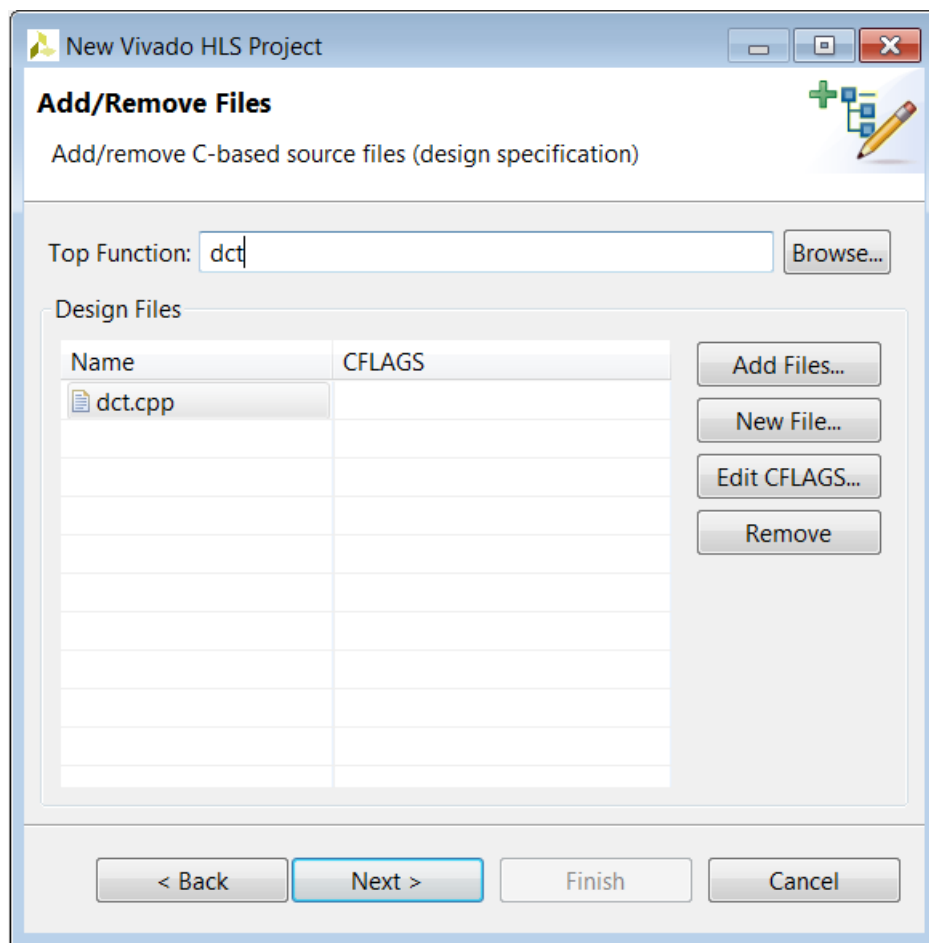 New Vivado HLS Project
Add/Remove Files
Add/remove C-based source files (design specification)
Top Function: dct Browse...
Design Files
Name CFLAGS Add Files...
dct.cpp
New File...
Edit CFLAGS...
Remove
< Back Next > Finish Cancel